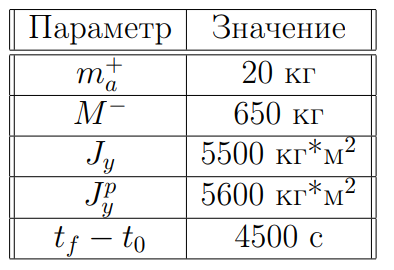 Параметр Значение
m_a^+ 20 кг
M^- 650 кг
J_y 5500 кг*м^2
J_y^p 5600 кг*м^2
t_f − t_0 4500 с